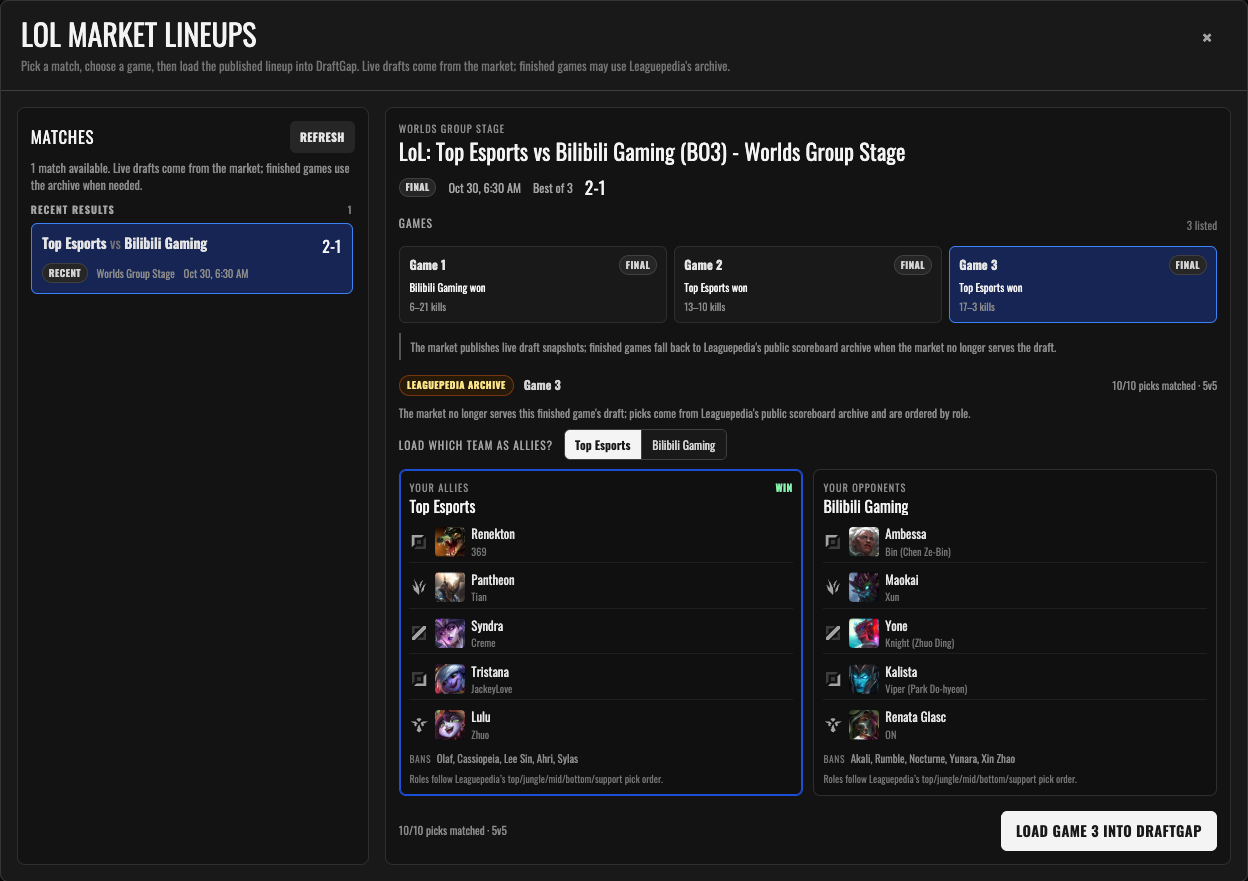 LOL MARKET LINEUPS
Pick a match, choose a game, then load the published lineup into DraftGap. Live drafts come from the market; finished games may use Leaguepedia's archive.
MATCHES
REFRESH
1 match available. Live drafts come from the market; finished games use
the archive when needed.
RECENT RESULTS 1
Top Esports vs Bilibili Gaming 2-1
RECENT Worlds Group Stage Oct 30, 6:30 AM
WORLDS GROUP STAGE
LoL: Top Esports vs Bilibili Gaming (BO3) - Worlds Group Stage
FINAL Oct 30, 6:30 AM Best of 3 2-1
GAMES 3 listed
Game 1 FINAL
Bilibili Gaming won
6–21 kills
Game 2 FINAL
Top Esports won
13–10 kills
Game 3 FINAL
Top Esports won
17–3 kills
The market publishes live draft snapshots; finished games fall back to Leaguepedia's public scoreboard archive when the market no longer serves the draft.
LEAGUEPEDIA ARCHIVE Game 3 10/10 picks matched · 5v5
The market no longer serves this finished game's draft; picks come from Leaguepedia's public scoreboard archive and are ordered by role.
LOAD WHICH TEAM AS ALLIES? Top Esports Bilibili Gaming
YOUR ALLIES WIN
Top Esports
Renekton
369
Pantheon
Tian
Syndra
Creme
Tristana
JackeyLove
Lulu
Zhuo
BANS Olaf, Cassiopeia, Lee Sin, Ahri, Sylas
Roles follow Leaguepedia's top/jungle/mid/bottom/support pick order.
YOUR OPPONENTS
Bilibili Gaming
Ambessa
Bin (Chen Ze-Bin)
Maokai
Xun
Yone
Knight (Zhuo Ding)
Kalista
Viper (Park Do-hyeon)
Renata Glasc
ON
BANS Akali, Rumble, Nocturne, Yunara, Xin Zhao
Roles follow Leaguepedia's top/jungle/mid/bottom/support pick order.
10/10 picks matched · 5v5
LOAD GAME 3 INTO DRAFTGAP